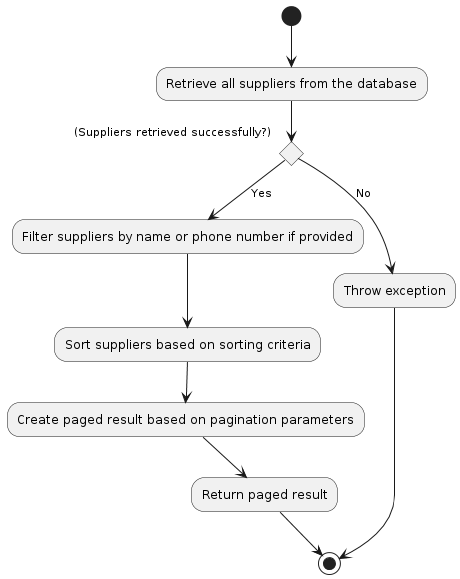 Retrieve all suppliers from the database
(Suppliers retrieved successfully?)
Yes
No
Filter suppliers by name or phone number if provided
Throw exception
Sort suppliers based on sorting criteria
Create paged result based on pagination parameters
Return paged result